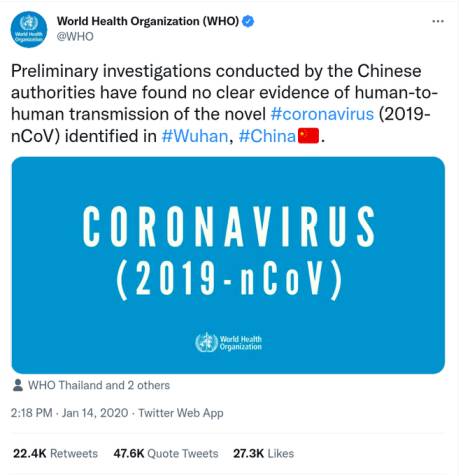 World Health Organization (WHO)
@WHO
Preliminary investigations conducted by the Chinese
authorities have found no clear evidence of human-to-
human transmission of the novel #coronavirus (2019-
nCoV) identified in #Wuhan, #China🇨🇳.
CORONAVIRUS
(2019-nCoV)
World Health
Organization
WHO Thailand and 2 others
2:18 PM · Jan 14, 2020 · Twitter Web App
22.4K Retweets 47.6K Quote Tweets 27.3K Likes